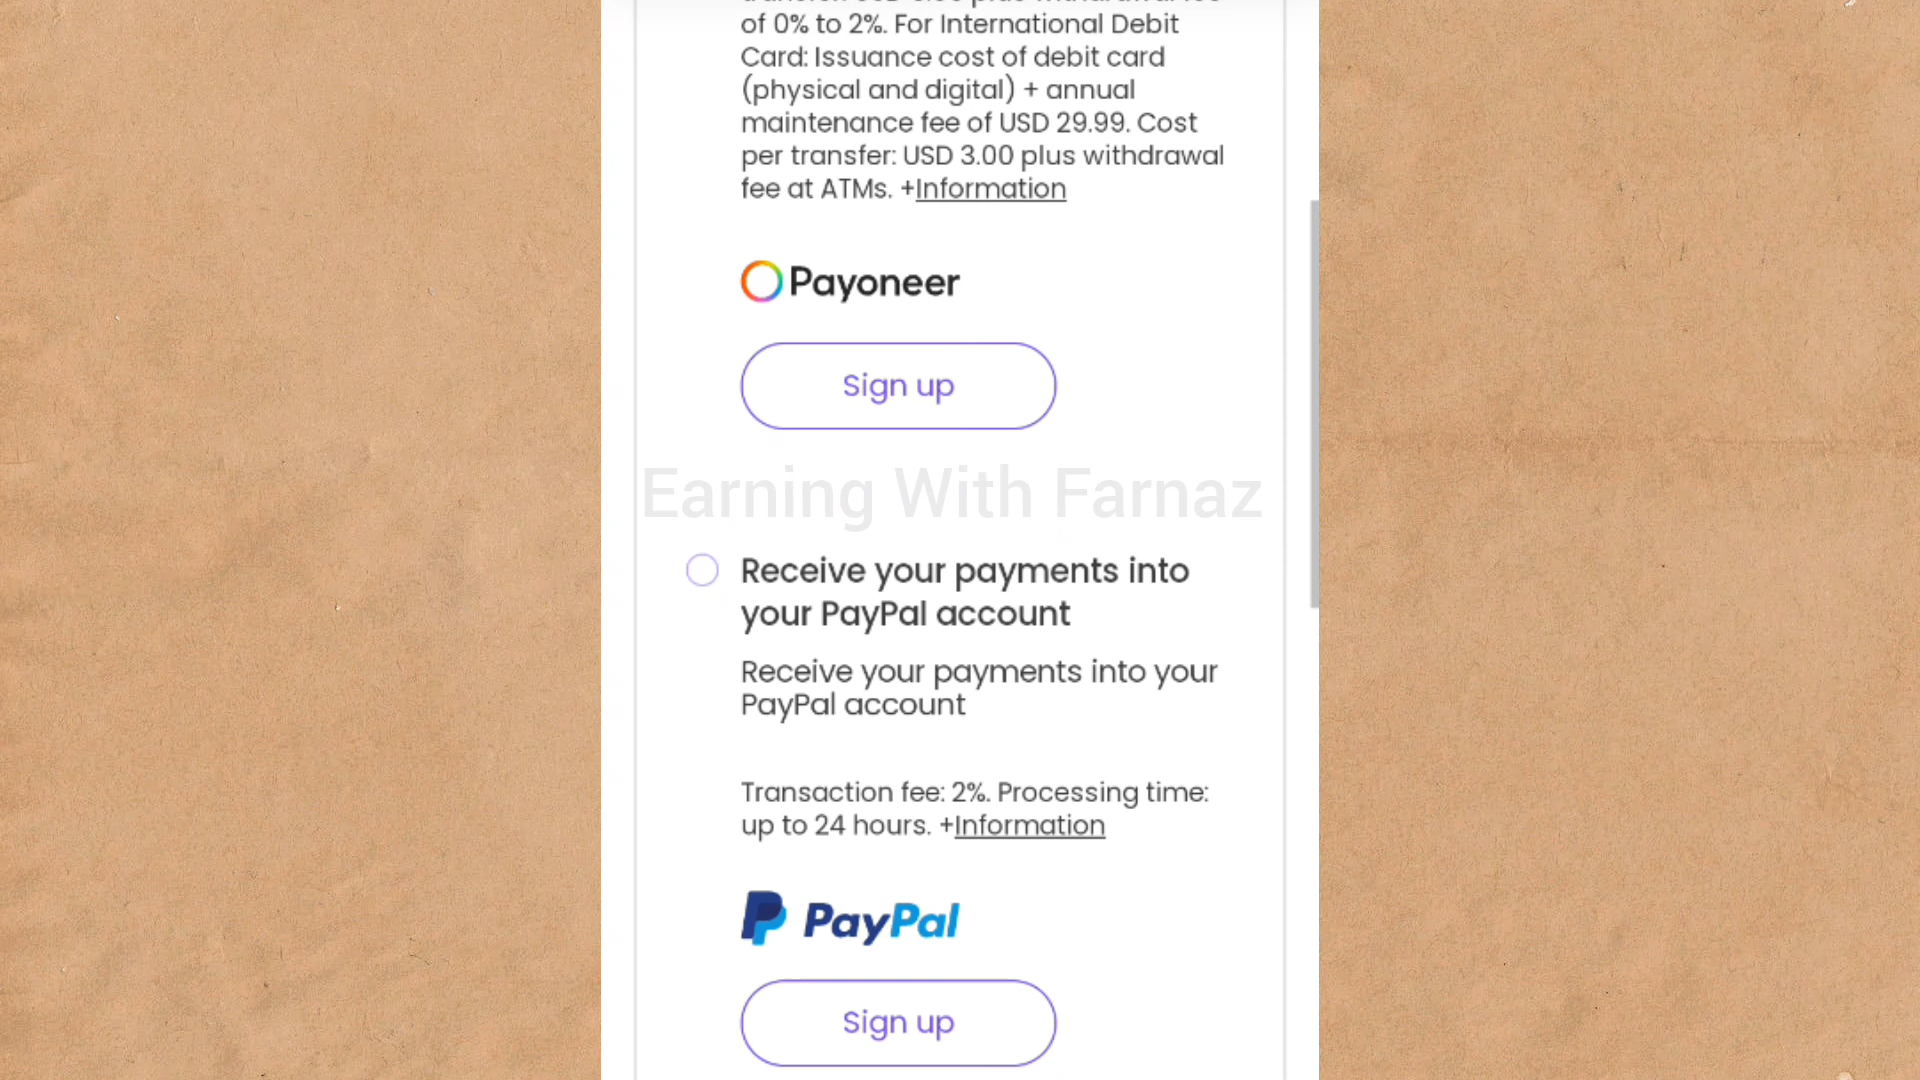 of 0% to 2%. For International Debit
Card: Issuance cost of debit card
(physical and digital) + annual
maintenance fee of USD 29.99. Cost
per transfer: USD 3.00 plus withdrawal
fee at ATMs. +Information
Payoneer
Sign up
Earning With Farnaz
Receive your payments into
your PayPal account
Receive your payments into your
PayPal account
Transaction fee: 2%. Processing time:
up to 24 hours. +Information
PayPal
Sign up